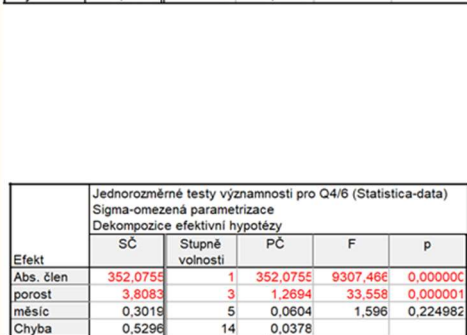 Jednorozměrné testy významnosti pro Q4/6 (Statistica-data)
Sigma-omezená parametrizace
Dekompozice efektivní hypotézy
Efekt SČ Stupně volnosti PČ F p
Abs. člen 352,0755 1 352,0755 9307,466 0,000000
porost 3,8083 3 1,2694 33,558 0,000001
měsíc 0,3019 5 0,0604 1,596 0,224982
Chyba 0,5296 14 0,0378